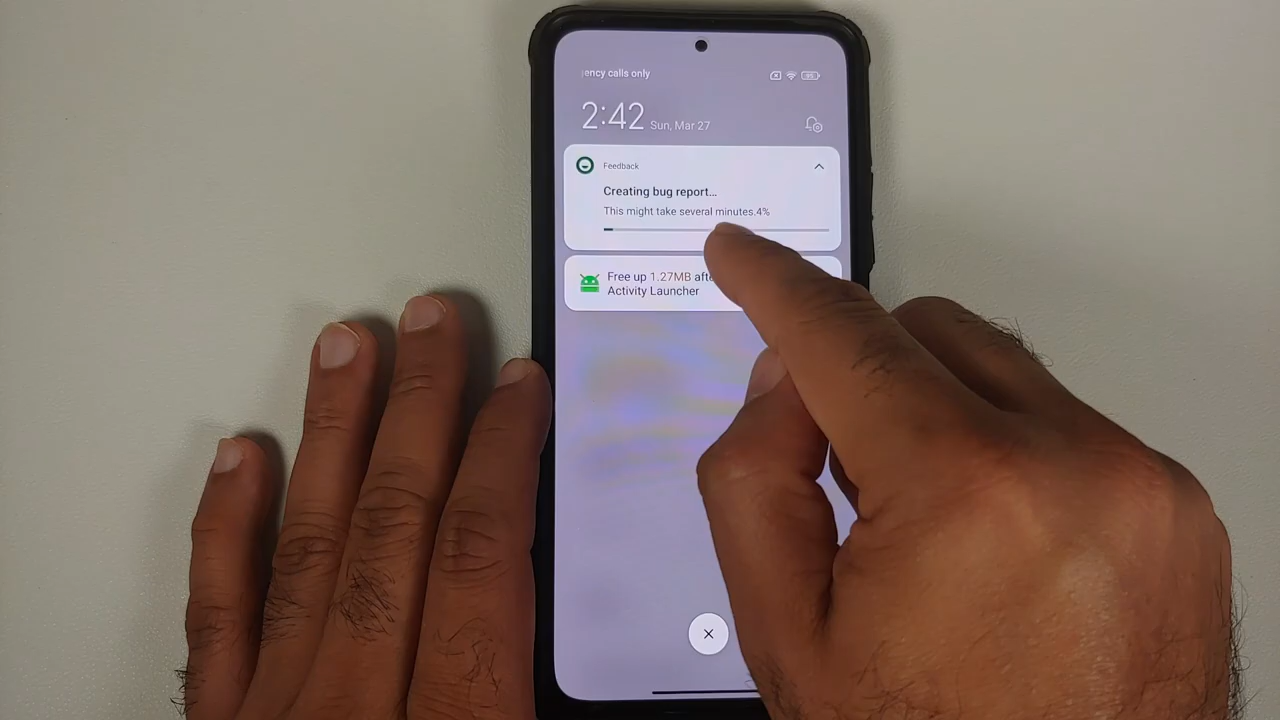 ency calls only
2:42 Sun, Mar 27
Feedback
Creating bug report...
This might take several minutes.4%
Free up 1.27MB
Activity Launcher